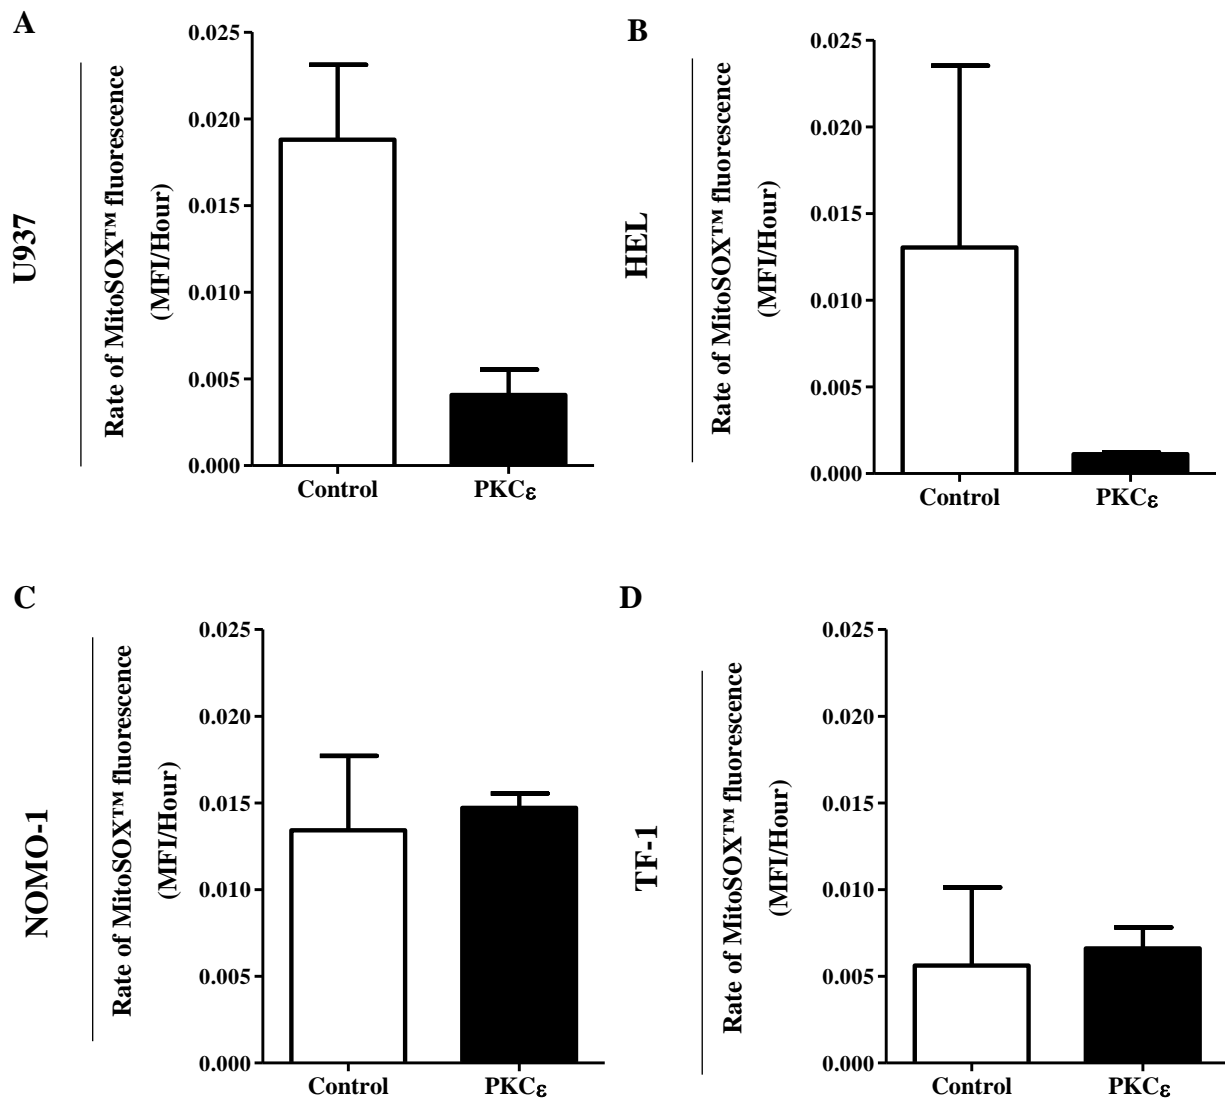 A
U937
Rate of MitoSOX™ fluorescence
(MFI/Hour)
0.025
0.020
0.015
0.010
0.005
0.000
Control
PKCε
B
HEL
Rate of MitoSOX™ fluorescence
(MFI/Hour)
0.025
0.020
0.015
0.010
0.005
0.000
Control
PKCε
C
NOMO-1
Rate of MitoSOX™ fluorescence
(MFI/Hour)
0.025
0.020
0.015
0.010
0.005
0.000
Control
PKCε
D
TF-1
Rate of MitoSOX™ fluorescence
(MFI/Hour)
0.025
0.020
0.015
0.010
0.005
0.000
Control
PKCε